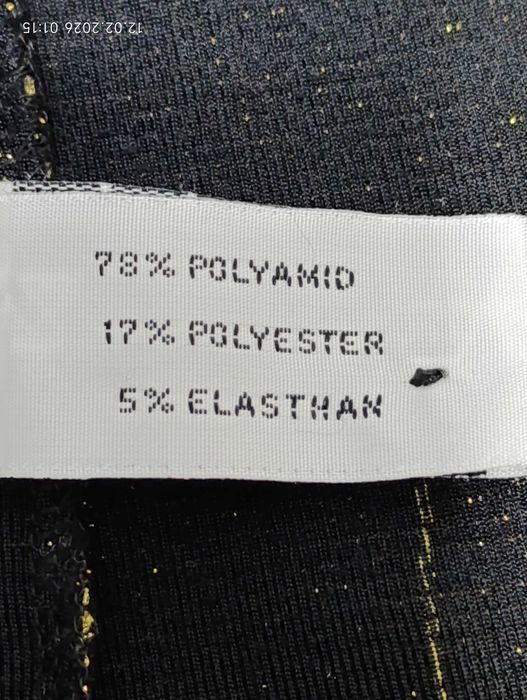 12.02.2026 01:15
78% POLYAMID
17% POLYESTER
5% ELASTHAN